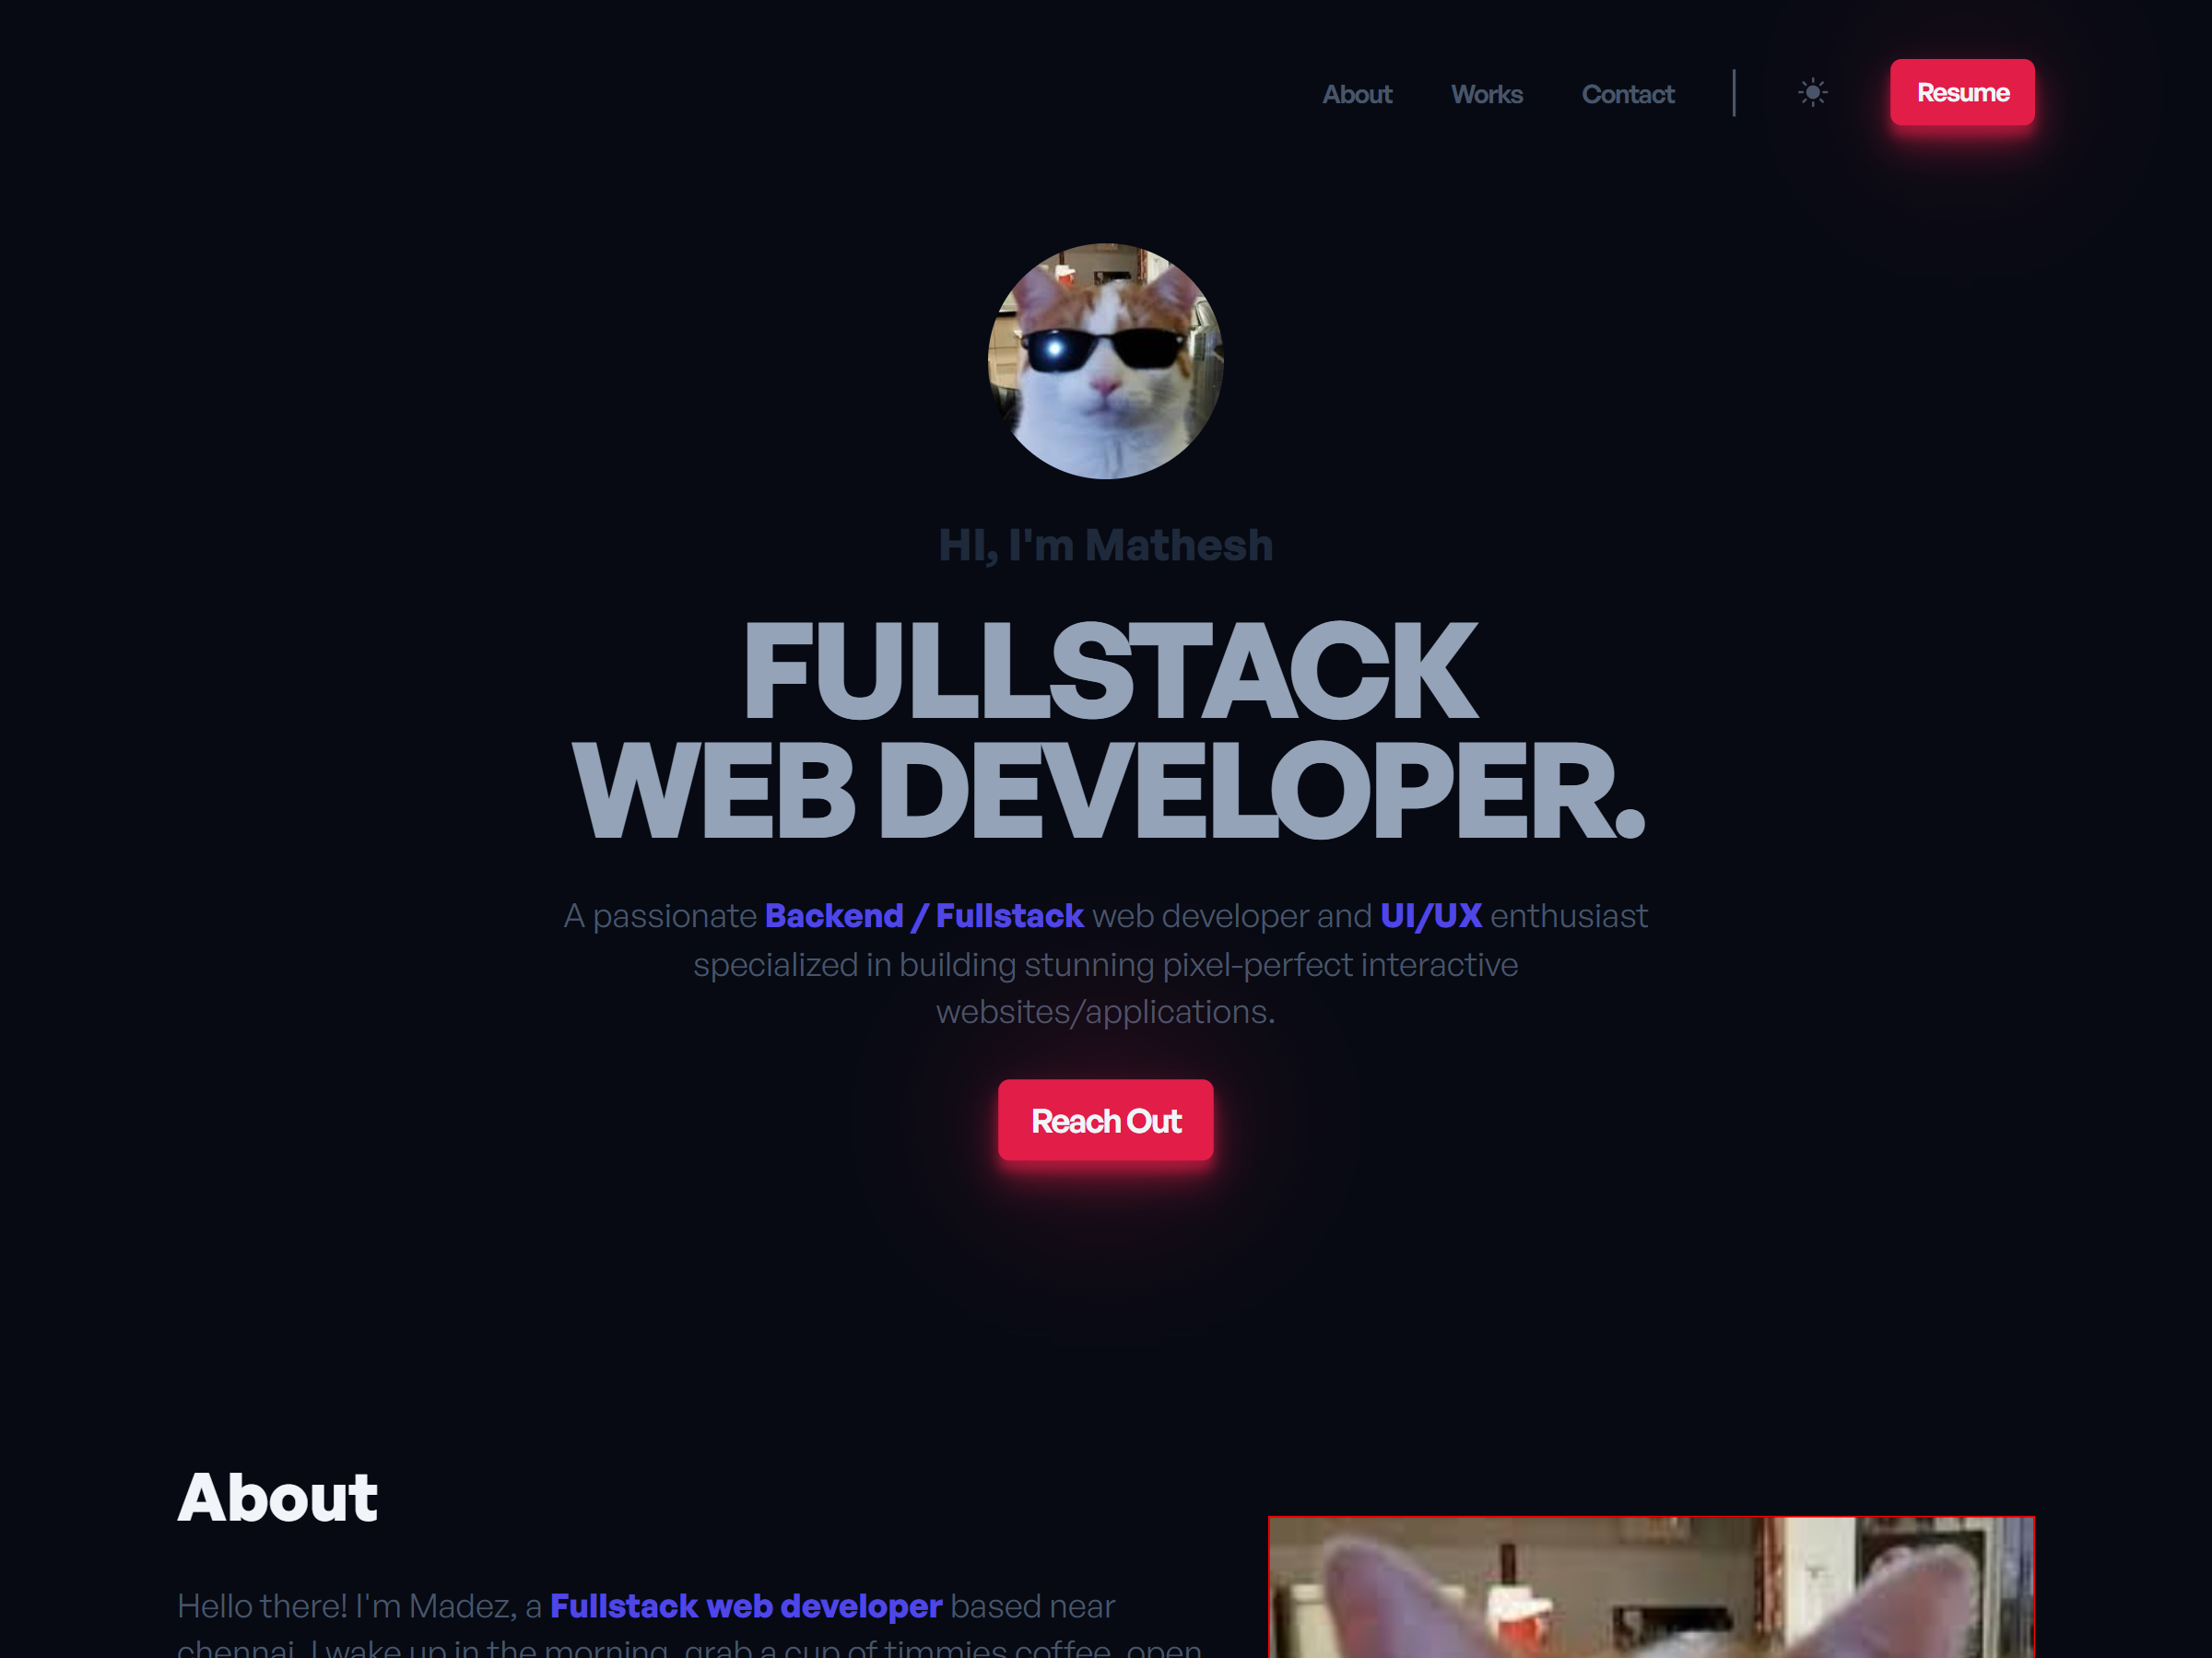 About Works Contact Resume
HI, I'm Mathesh
FULLSTACK
WEB DEVELOPER.
A passionate Backend / Fullstack web developer and UI/UX enthusiast
specialized in building stunning pixel-perfect interactive
websites/applications.
Reach Out
About
Hello there! I'm Madez, a Fullstack web developer based near
chennai. I wake up in the morning, grab a cup of timmies coffee, open